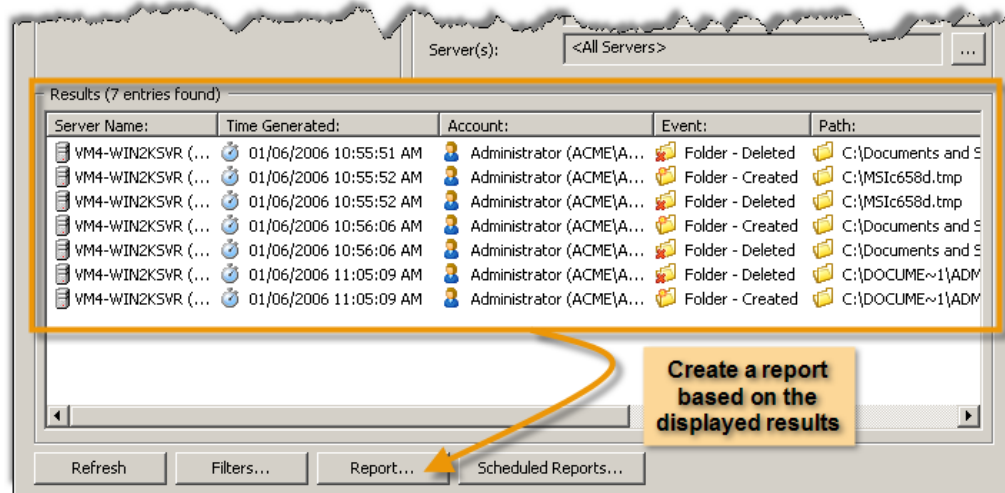 Server(s): <All Servers> ...
Results (7 entries found)
Server Name: Time Generated: Account: Event: Path:
VM4-WIN2KSVR (... 01/06/2006 10:55:51 AM Administrator (ACME\A... Folder - Deleted C:\Documents and S
VM4-WIN2KSVR (... 01/06/2006 10:55:52 AM Administrator (ACME\A... Folder - Created C:\MSIc658d.tmp
VM4-WIN2KSVR (... 01/06/2006 10:55:52 AM Administrator (ACME\A... Folder - Deleted C:\MSIc658d.tmp
VM4-WIN2KSVR (... 01/06/2006 10:56:06 AM Administrator (ACME\A... Folder - Created C:\Documents and S
VM4-WIN2KSVR (... 01/06/2006 10:56:06 AM Administrator (ACME\A... Folder - Deleted C:\Documents and S
VM4-WIN2KSVR (... 01/06/2006 11:05:09 AM Administrator (ACME\A... Folder - Deleted C:\DOCUME~1\ADM
VM4-WIN2KSVR (... 01/06/2006 11:05:09 AM Administrator (ACME\A... Folder - Created C:\DOCUME~1\ADM
Create a report
based on the
displayed results
Refresh Filters... Report... Scheduled Reports...